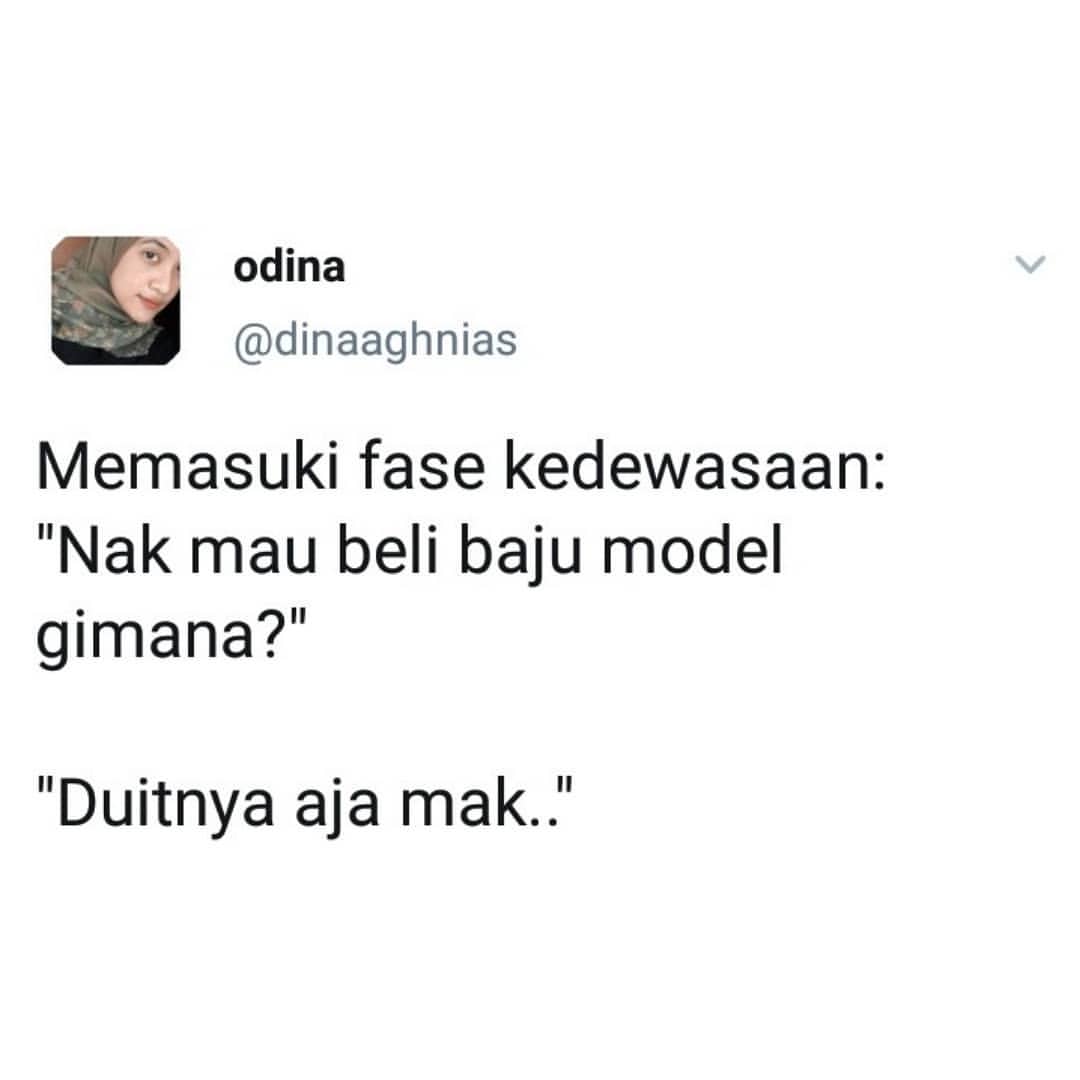 odina
@dinaaghnias
Memasuki fase kedewasaan:
"Nak mau beli baju model
gimana?"
"Duitnya aja mak.."